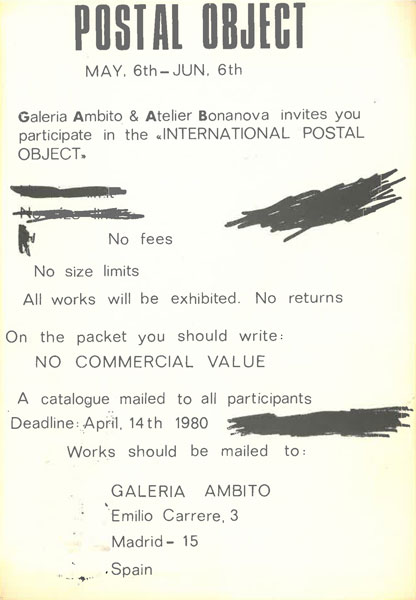 POSTAL OBJECT
MAY. 6th–JUN. 6th
Galeria Ambito & Atelier Bonanova invites you
participate in the «INTERNATIONAL POSTAL
OBJECT»
No fees
No size limits
All works will be exhibited. No returns
On the packet you should write:
NO COMMERCIAL VALUE
A catalogue mailed to all participants
Deadline: April, 14th 1980
Works should be mailed to:
GALERIA AMBITO
Emilio Carrere, 3
Madrid – 15
Spain